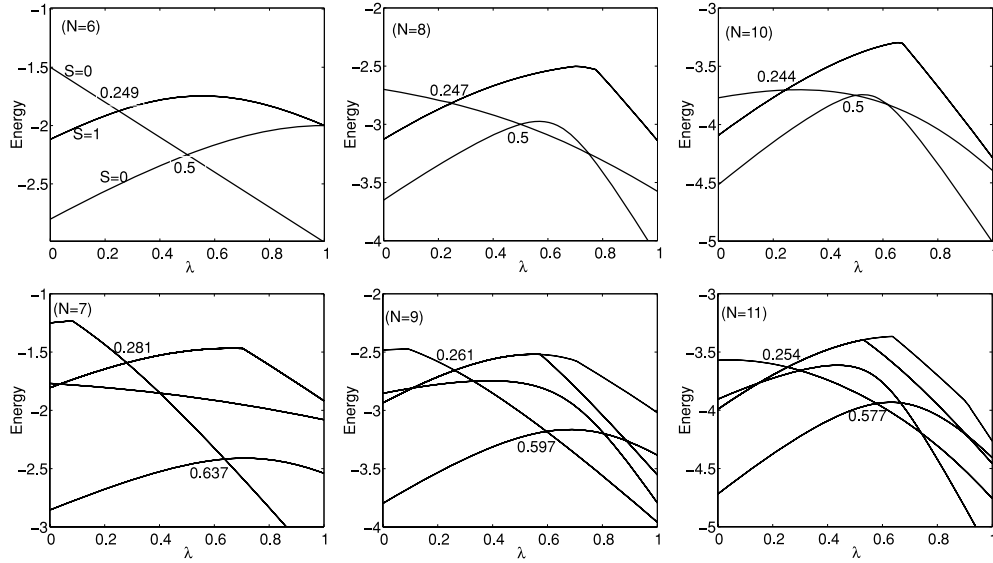 (N=6)
Energy
−1
−1.5
−2
−2.5
S=0
0.249
S=1
S=0
0.5
0 0.2 0.4 0.6 0.8 1
λ
(N=8)
Energy
−2
−2.5
−3
−3.5
−4
0.247
0.5
0 0.2 0.4 0.6 0.8 1
λ
(N=10)
Energy
−3
−3.5
−4
−4.5
−5
0.244
0.5
0 0.2 0.4 0.6 0.8 1
λ
(N=7)
Energy
−1
−1.5
−2
−2.5
−3
0.281
0.637
0 0.2 0.4 0.6 0.8 1
λ
(N=9)
Energy
−2
−2.5
−3
−3.5
−4
0.261
0.597
0 0.2 0.4 0.6 0.8 1
λ
(N=11)
Energy
−3
−3.5
−4
−4.5
−5
0.254
0.577
0 0.2 0.4 0.6 0.8 1
λ